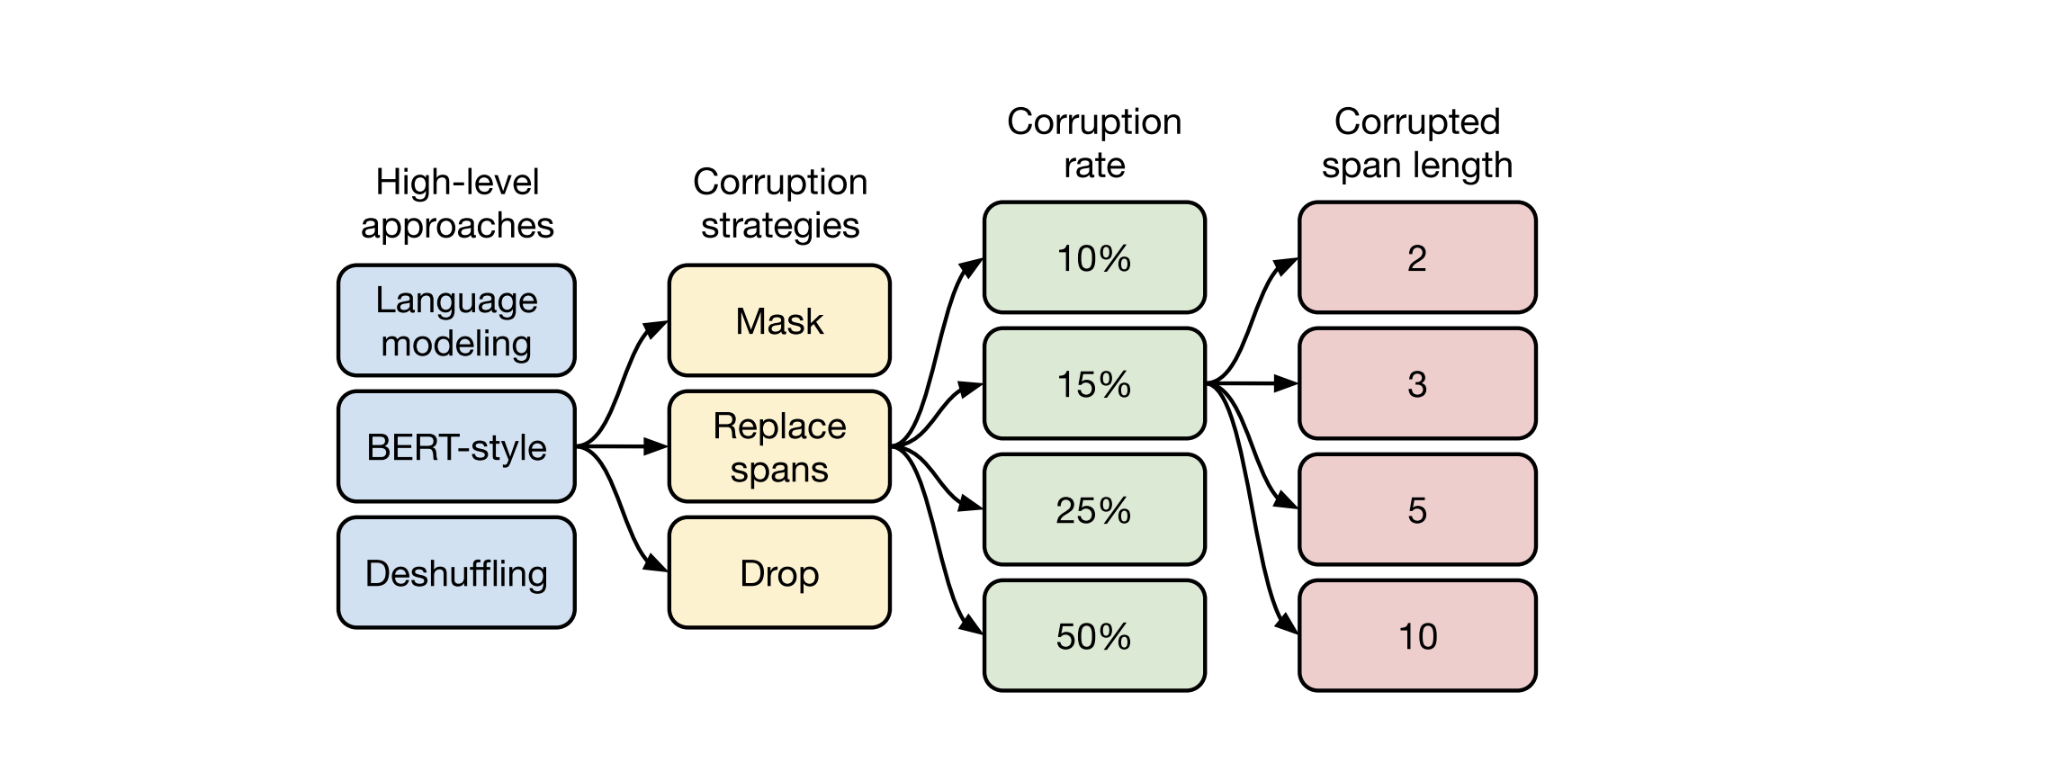 High-level
approaches
Language
modeling
BERT-style
Deshuffling
Corruption
strategies
Mask
Replace
spans
Drop
Corruption
rate
10%
15%
25%
50%
Corrupted
span length
2
3
5
10